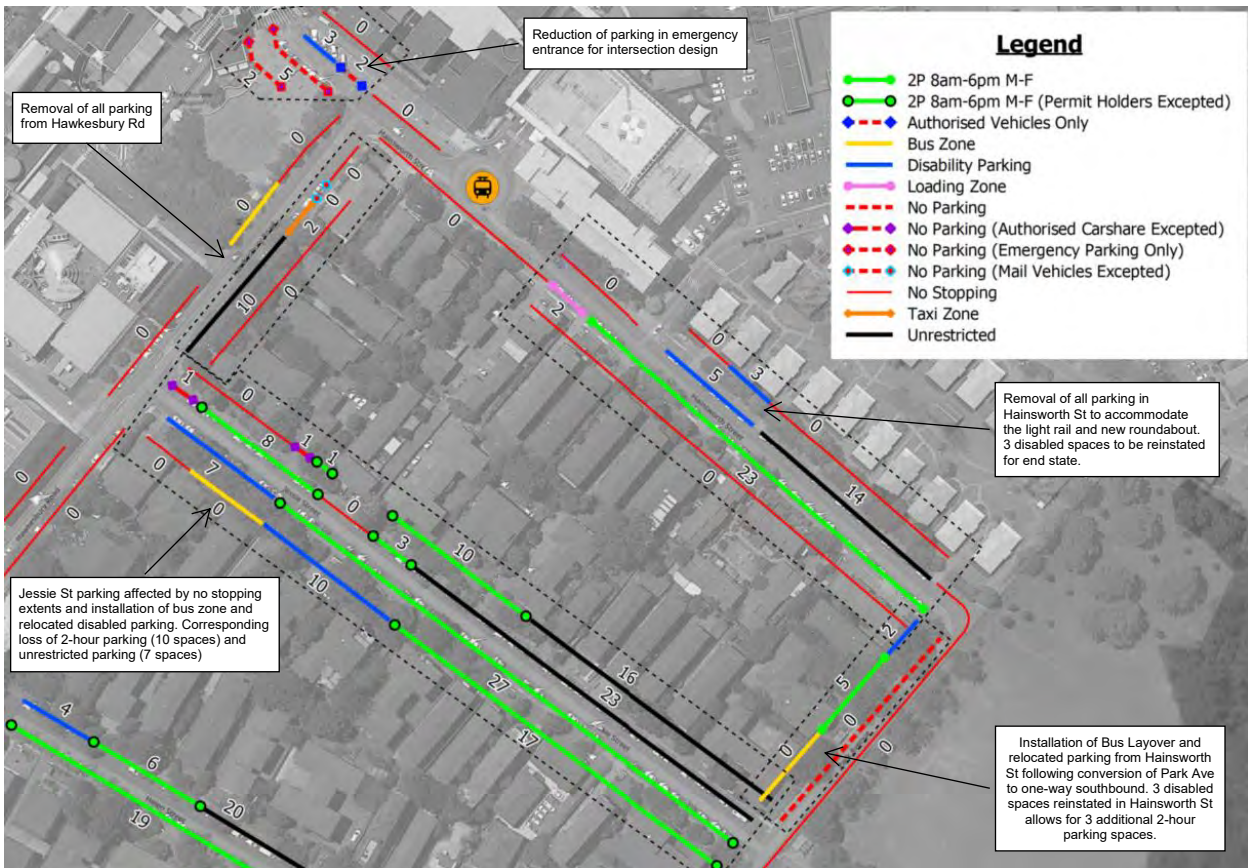 Reduction of parking in emergency
entrance for intersection design
Removal of all parking
from Hawkesbury Rd
Legend
2P 8am-6pm M-F
2P 8am-6pm M-F (Permit Holders Excepted)
Authorised Vehicles Only
Bus Zone
Disability Parking
Loading Zone
No Parking
No Parking (Authorised Carshare Excepted)
No Parking (Emergency Parking Only)
No Parking (Mail Vehicles Excepted)
No Stopping
Taxi Zone
Unrestricted
0
3
2
5
2
0
0
0
0
0
2
0
10
0
0
0
2
0
0
3
5
0
23
14
0
Removal of all parking in
Hainsworth St to accommodate
the light rail and new roundabout.
3 disabled spaces to be reinstated
for end state.
1
0
8
1
1
7
0
0
0
0
0
3
10
10
16
23
27
17
2
5
0
0
0
Jessie St parking affected by no stopping
extents and installation of bus zone and
relocated disabled parking. Corresponding
loss of 2-hour parking (10 spaces) and
unrestricted parking (7 spaces)
4
6
20
19
Installation of Bus Layover and
relocated parking from Hainsworth
St following conversion of Park Ave
to one-way southbound. 3 disabled
spaces reinstated in Hainsworth St
allows for 3 additional 2-hour
parking spaces.